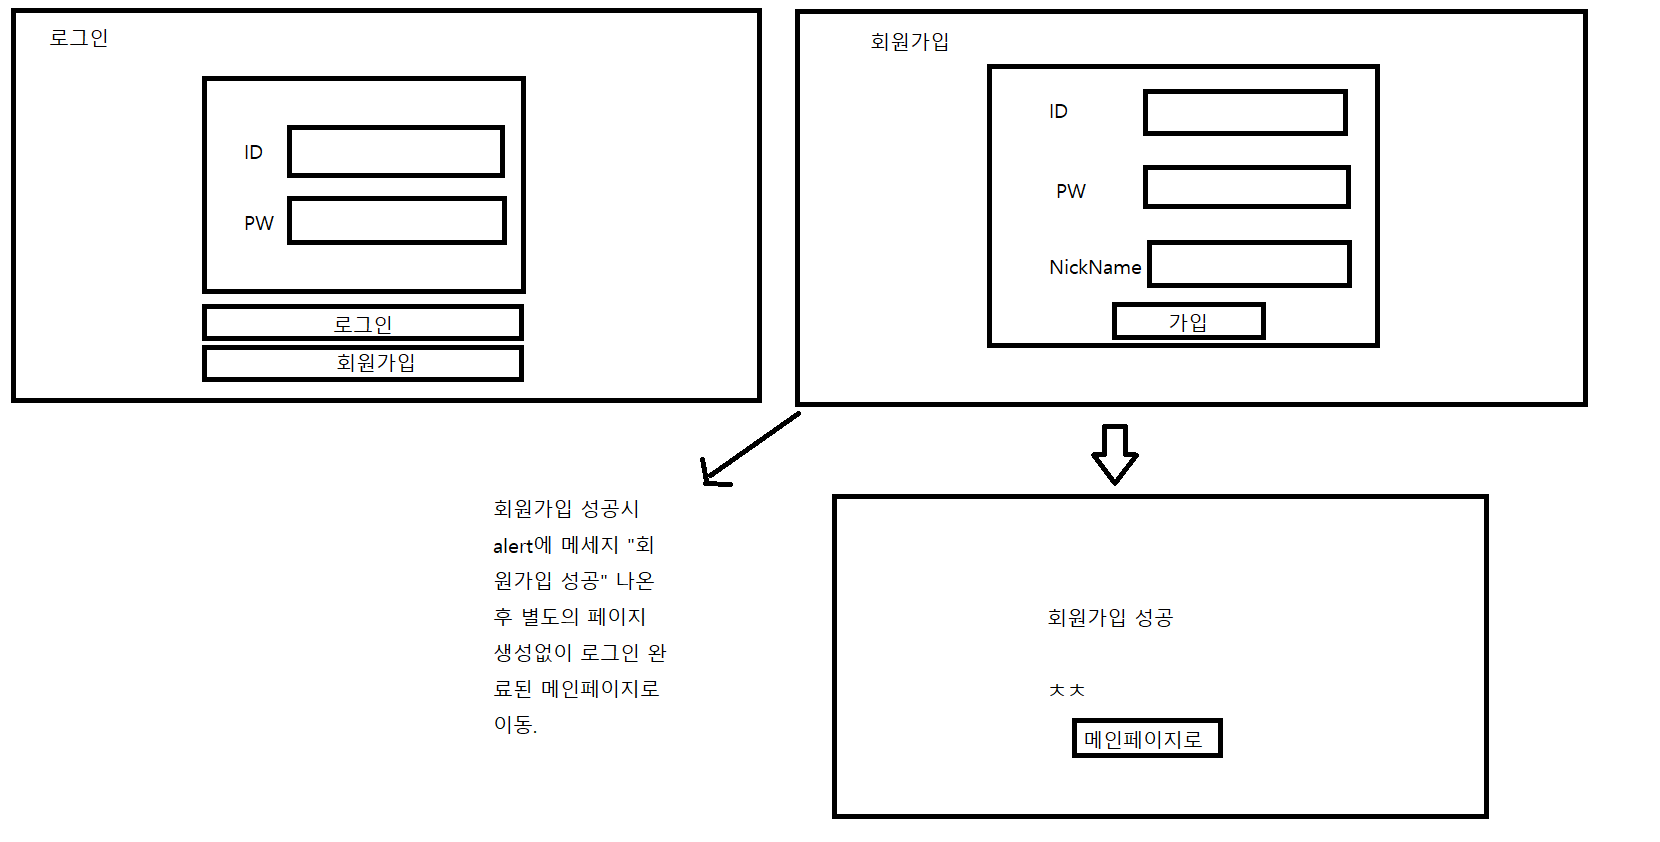 로그인
ID
PW
로그인
회원가입
회원가입
ID
PW
NickName
가입
회원가입 성공시
alert에 메세지 "회
원가입 성공" 나온
후 별도의 페이지
생성없이 로그인 완
료된 메인페이지로
이동.
회원가입 성공
ㅊㅊ
메인페이지로